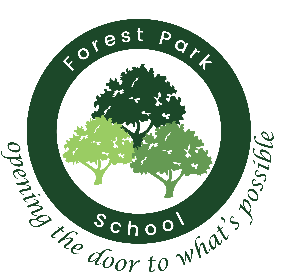 Forest Park
School
opening the door to what's possible